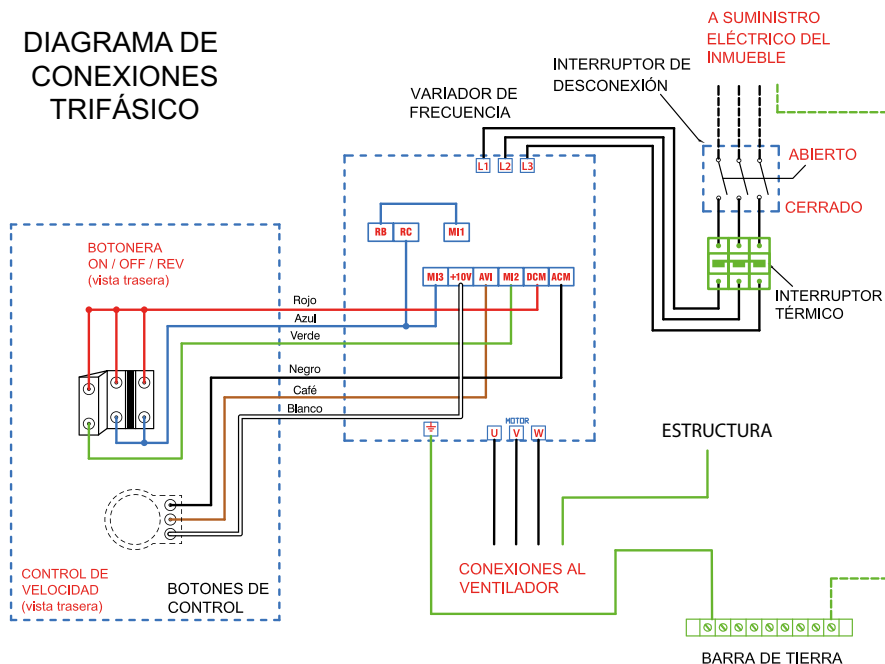 DIAGRAMA DE
CONEXIONES
TRIFÁSICO
A SUMINISTRO
ELÉCTRICO DEL
INMUEBLE
INTERRUPTOR DE
DESCONEXIÓN
VARIADOR DE
FRECUENCIA
L1 L2 L3
ABIERTO
CERRADO
INTERRUPTOR
TÉRMICO
RB RC MI1
MI3 +10V AVI MI2 DCM ACM
BOTONERA
ON / OFF / REV
(vista trasera)
Rojo
Azul
Verde
Negro
Café
Blanco
MOTOR
U V W
ESTRUCTURA
CONEXIONES AL
VENTILADOR
CONTROL DE
VELOCIDAD
(vista trasera)
BOTONES DE
CONTROL
BARRA DE TIERRA